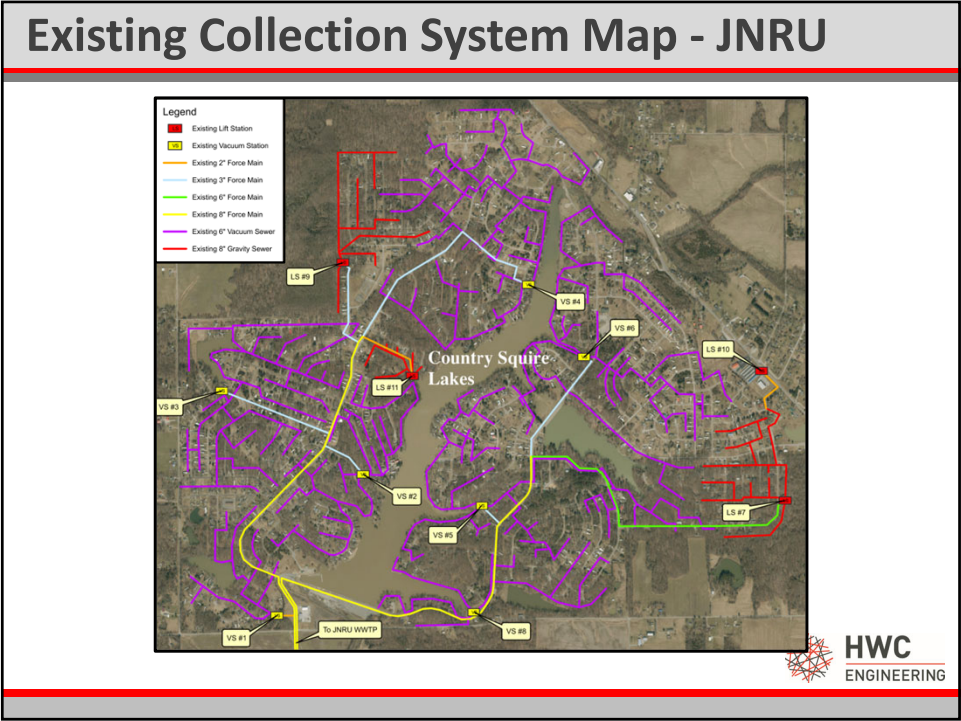 Existing Collection System Map - JNRU
Legend
LS
Existing Lift Station
VS
Existing Vacuum Station
Existing 2" Force Main
Existing 3" Force Main
Existing 6" Force Main
Existing 8" Force Main
Existing 6" Vacuum Sewer
Existing 8" Gravity Sewer
LS #9
VS #4
VS #6
LS #10
Country Squire
Lakes
LS #11
VS #3
VS #2
VS #5
LS #7
VS #1
To JNRU WWTP
VS #8
HWC
ENGINEERING